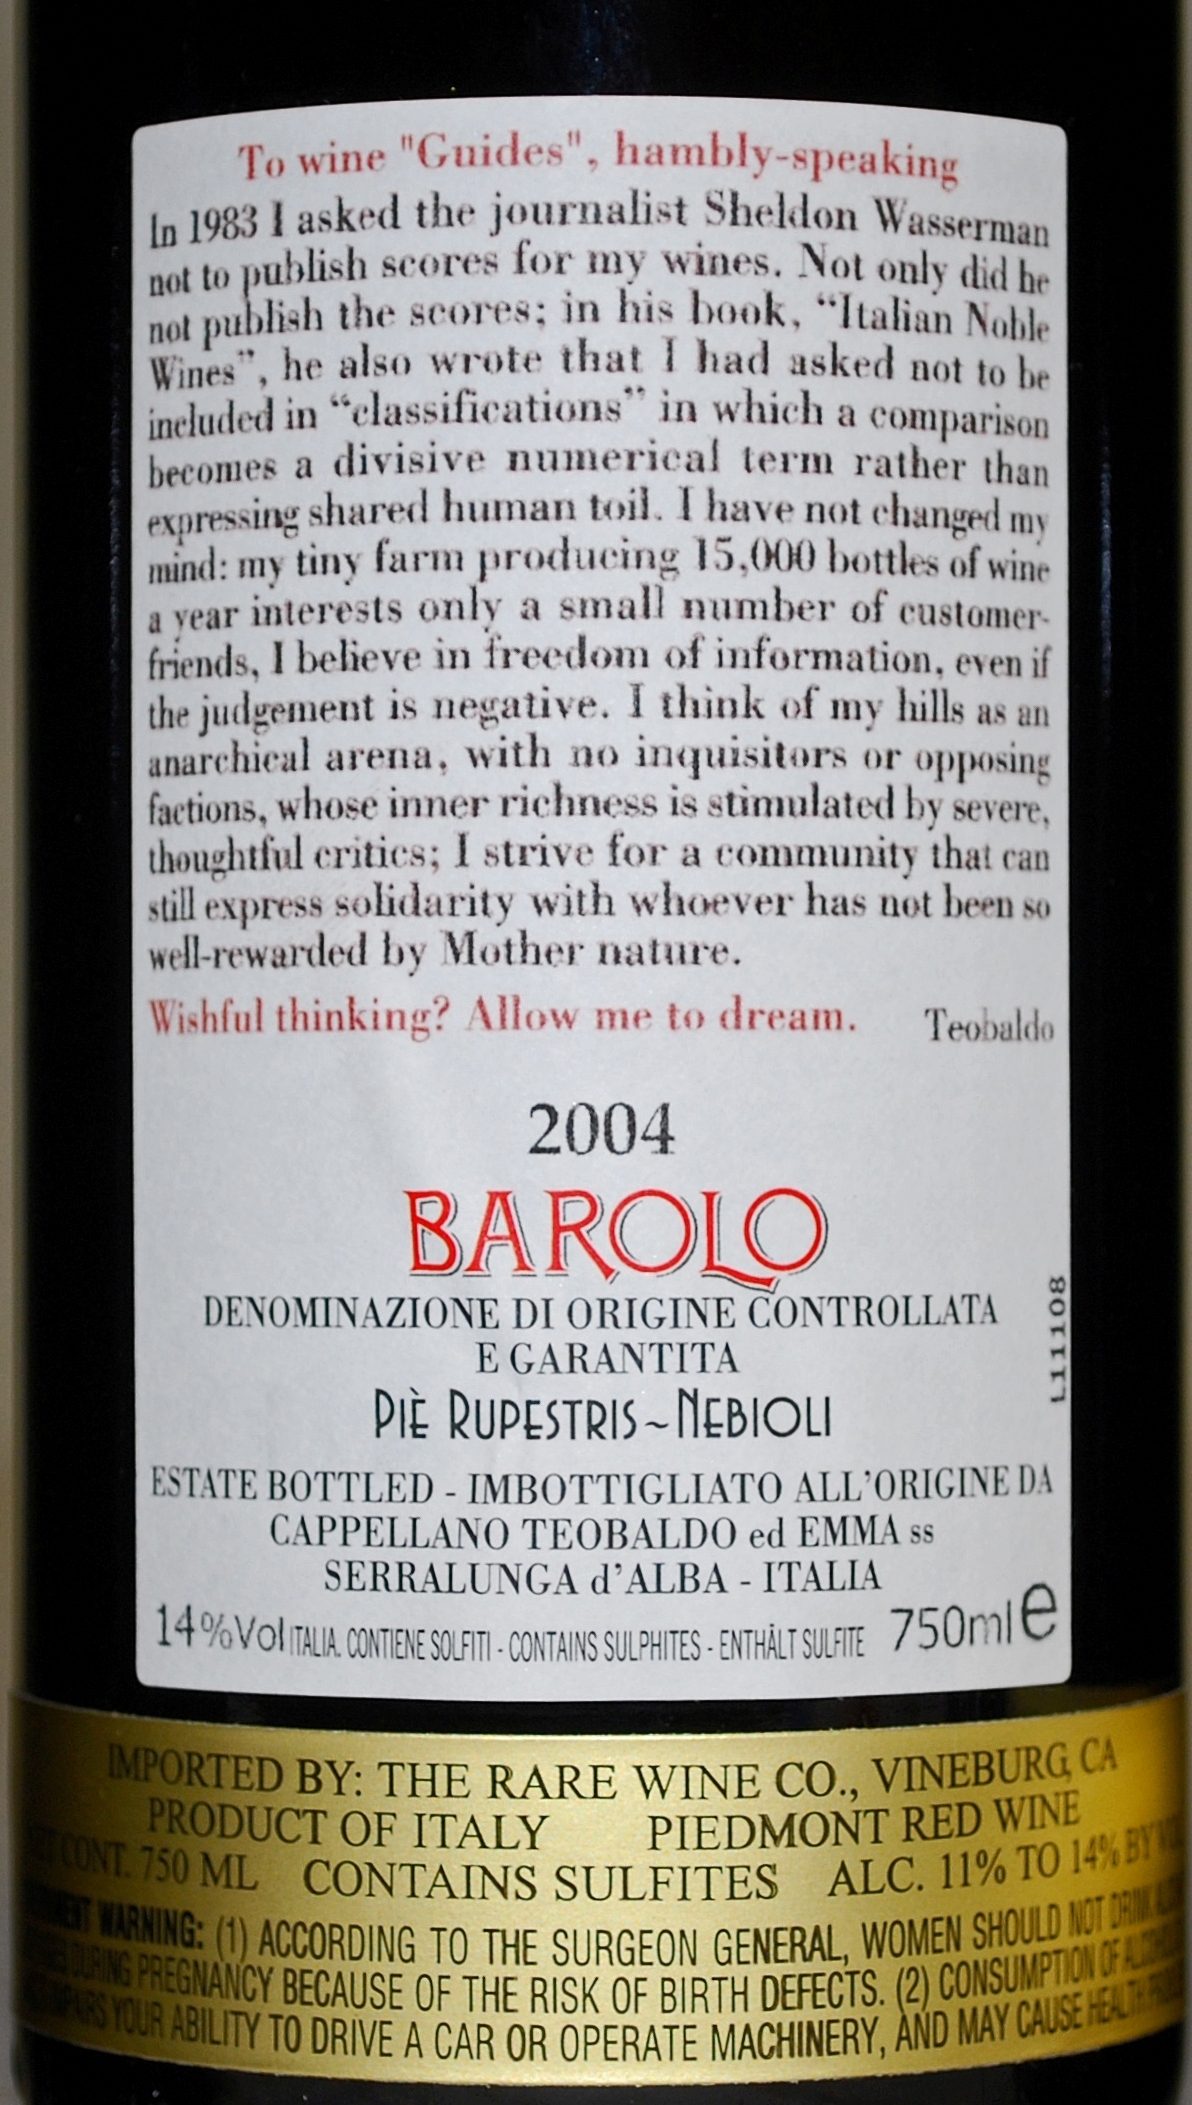 To wine "Guides", hambly-speaking
In 1983 I asked the journalist Sheldon Wasserman
not to publish scores for my wines. Not only did he
not publish the scores; in his book, “Italian Noble
Wines”, he also wrote that I had asked not to be
included in “classifications” in which a comparison
becomes a divisive numerical term rather than
expressing shared human toil. I have not changed my
mind: my tiny farm producing 15,000 bottles of wine
a year interests only a small number of customer-
friends, I believe in freedom of information, even if
the judgement is negative. I think of my hills as an
anarchical arena, with no inquisitors or opposing
factions, whose inner richness is stimulated by severe,
thoughtful critics; I strive for a community that can
still express solidarity with whoever has not been so
well-rewarded by Mother nature.
Wishful thinking? Allow me to dream. Teobaldo
2004
BAROLO
DENOMINAZIONE DI ORIGINE CONTROLLATA
E GARANTITA
L11108
PIÈ RUPESTRIS~NEBIOLI
ESTATE BOTTLED - IMBOTTIGLIATO ALL'ORIGINE DA
CAPPELLANO TEOBALDO ed EMMA ss
SERRALUNGA d'ALBA - ITALIA
14%Vol ITALIA. CONTIENE SOLFITI - CONTAINS SULPHITES - ENTHÄLT SULFITE 750ml e
IMPORTED BY: THE RARE WINE CO., VINEBURG, CA
PRODUCT OF ITALY PIEDMONT RED WINE
CONT. 750 ML CONTAINS SULFITES ALC. 11% TO 14% BY
WARNING: (1) ACCORDING TO THE SURGEON GENERAL, WOMEN SHOULD NOT DRINK
DURING PREGNANCY BECAUSE OF THE RISK OF BIRTH DEFECTS. (2) CONSUMPTION OF
YOUR ABILITY TO DRIVE A CAR OR OPERATE MACHINERY, AND MAY CAUSE HEALTH